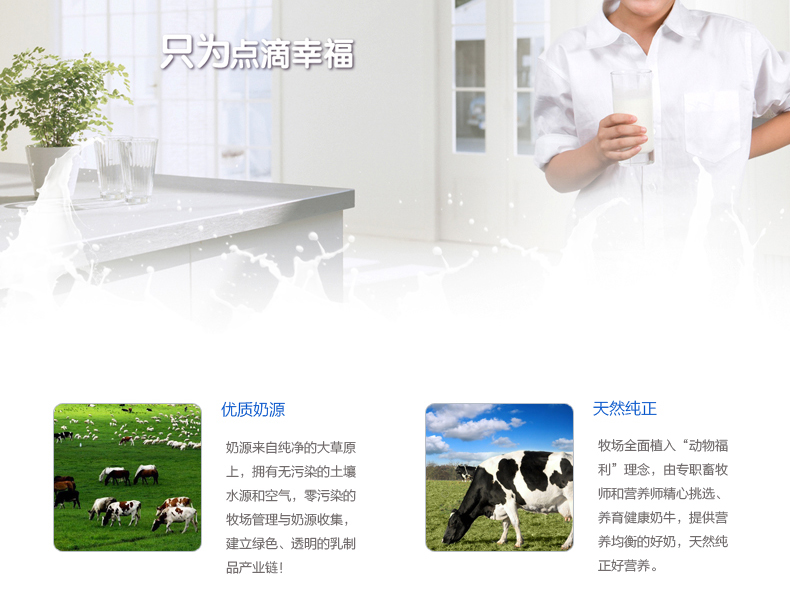 只为点滴幸福
优质奶源
奶源来自纯净的大草原
上，拥有无污染的土壤
水源和空气，零污染的
牧场管理与奶源收集，
建立绿色、透明的乳制
品产业链！
天然纯正
牧场全面植入“动物福
利”理念，由专职畜牧
师和营养师精心挑选、
养育健康奶牛，提供营
养均衡的好奶，天然纯
正好营养。